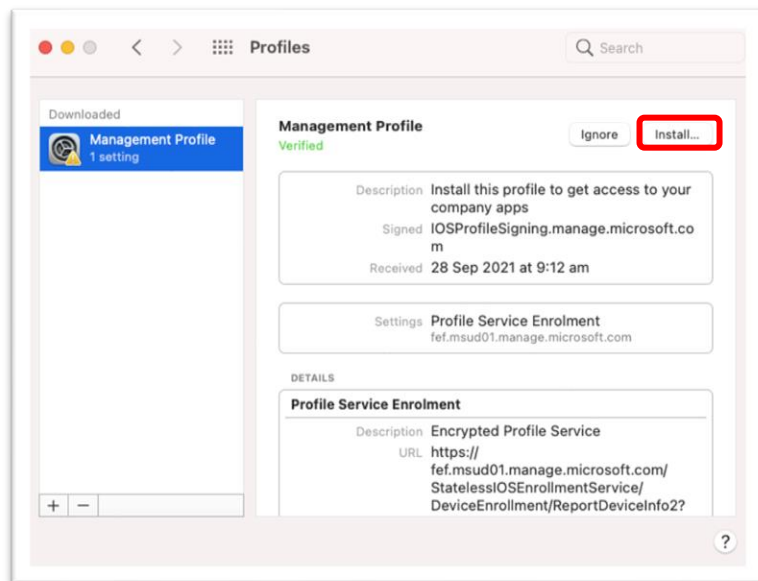 Profiles
Search
Downloaded
Management Profile
1 setting
Management Profile
Verified
Ignore
Install...
Description Install this profile to get access to your
company apps
Signed IOSProfileSigning.manage.microsoft.co
m
Received 28 Sep 2021 at 9:12 am
Settings Profile Service Enrolment
fef.msud01.manage.microsoft.com
DETAILS
Profile Service Enrolment
Description Encrypted Profile Service
URL https://
fef.msud01.manage.microsoft.com/
StatelessIOSEnrollmentService/
DeviceEnrollment/ReportDeviceInfo2?
+ −
?